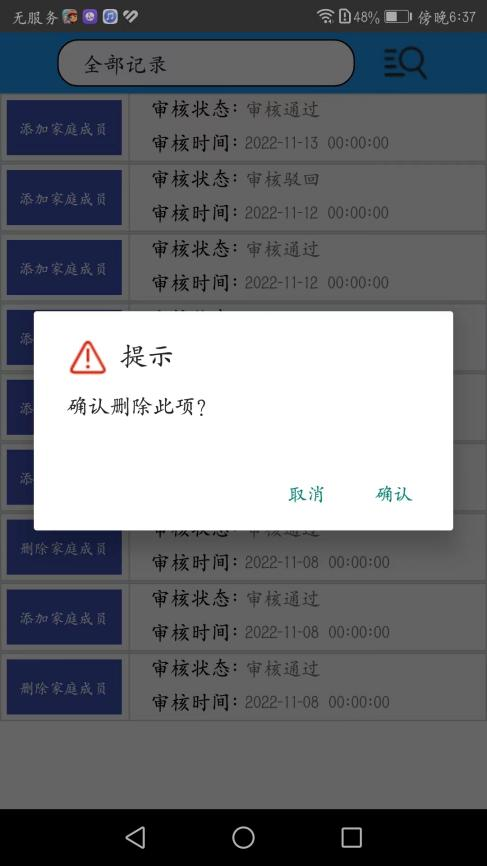 无服务 48% 傍晚6:37
全部记录
添加家庭成员
审核状态：审核通过
审核时间：2022-11-13 00:00:00
添加家庭成员
审核状态：审核驳回
审核时间：2022-11-12 00:00:00
添加家庭成员
审核状态：审核通过
审核时间：2022-11-12 00:00:00
添
添
添
提示
确认删除此项？
取消 确认
删除家庭成员
审核状态：审核通过
审核时间：2022-11-08 00:00:00
添加家庭成员
审核状态：审核通过
审核时间：2022-11-08 00:00:00
删除家庭成员
审核状态：审核通过
审核时间：2022-11-08 00:00:00